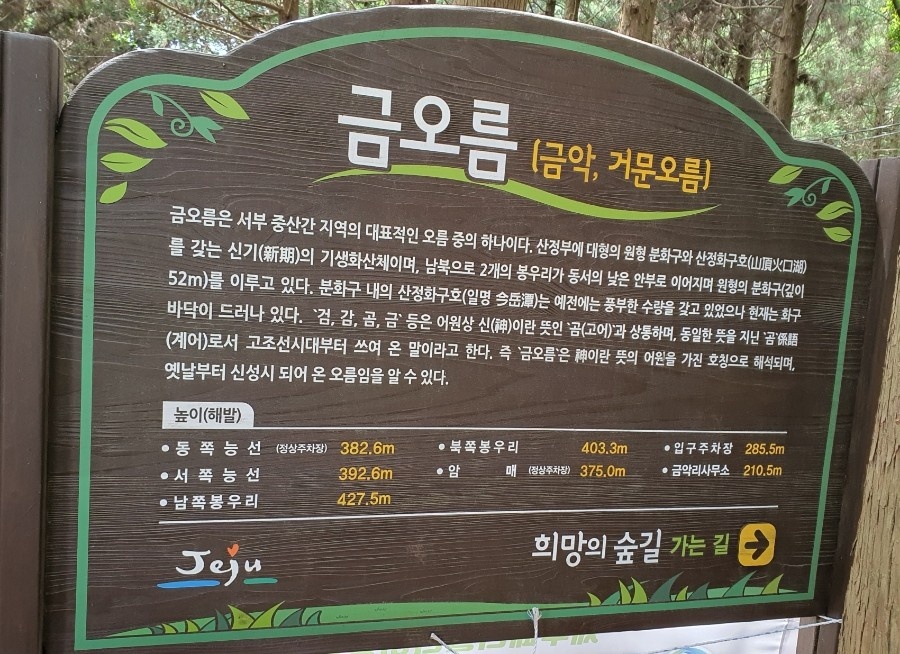 금오름 (금악, 거문오름)
금오름은 서부 중산간 지역의 대표적인 오름 중의 하나이다. 산정부에 대형의 원형 분화구와 산정화구호(山頂火口湖)
를 갖는 신기(新期)의 기생화산체이며, 남북으로 2개의 봉우리가 동서의 낮은 안부로 이어지며 원형의 분화구(깊이
52m)를 이루고 있다. 분화구 내의 산정화구호(일명 今岳潭)는 예전에는 풍부한 수량을 갖고 있었으나 현재는 화구
바닥이 드러나 있다. `검, 감, 곰, 금` 등은 어원상 신(神)이란 뜻인 `곰(고어)`과 상통하며, 동일한 뜻을 지닌 `곰`係語
(계어)로서 고조선시대부터 쓰여 온 말이라고 한다. 즉 `금오름`은 神이란 뜻의 어원을 가진 호칭으로 해석되며,
옛날부터 신성시 되어 온 오름임을 알 수 있다.
높이(해발)
• 동쪽능선 (정상주차장) 382.6m • 북쪽봉우리 403.3m • 입구주차장 285.5m
• 서쪽능선 392.6m • 암 매 (정상주차장) 375.0m • 금악리사무소 210.5m
• 남쪽봉우리 427.5m
Jeju 희망의 숲길 가는 길 →